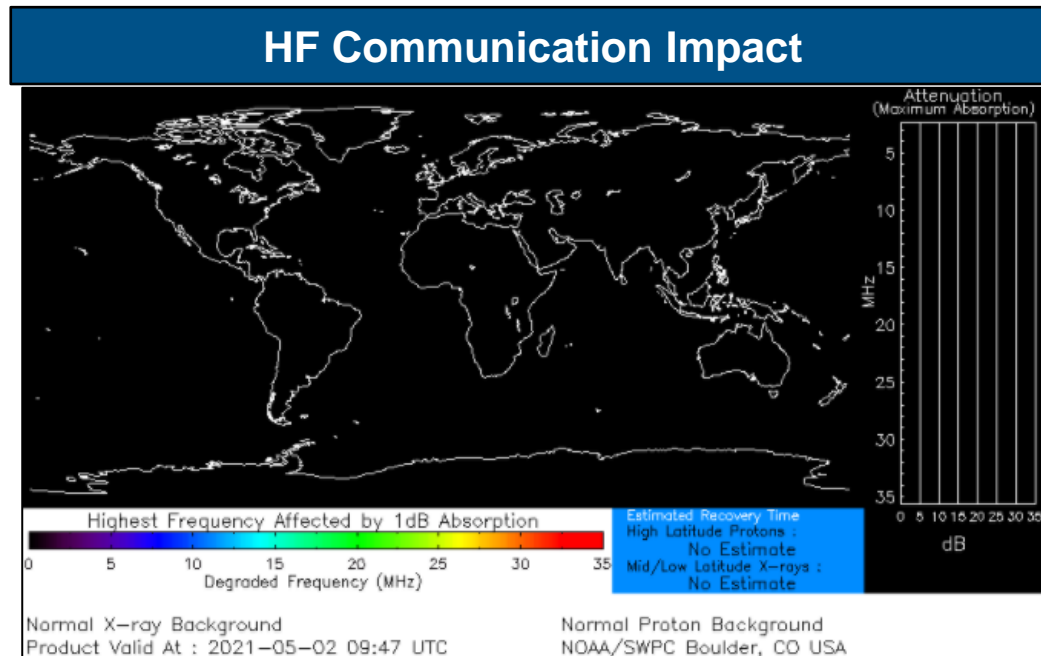 HF Communication Impact
Attenuation
(Maximum Absorption)
5
10
15
20
25
30
35
MHz
0 5 10 15 20 25 30 35
dB
Highest Frequency Affected by 1dB Absorption
0 5 10 15 20 25 30 35
Degraded Frequency (MHz)
Estimated Recovery Time
High Latitude Protons :
No Estimate
Mid/Low Latitude X-rays :
No Estimate
Normal X-ray Background
Product Valid At : 2021-05-02 09:47 UTC
Normal Proton Background
NOAA/SWPC Boulder, CO USA